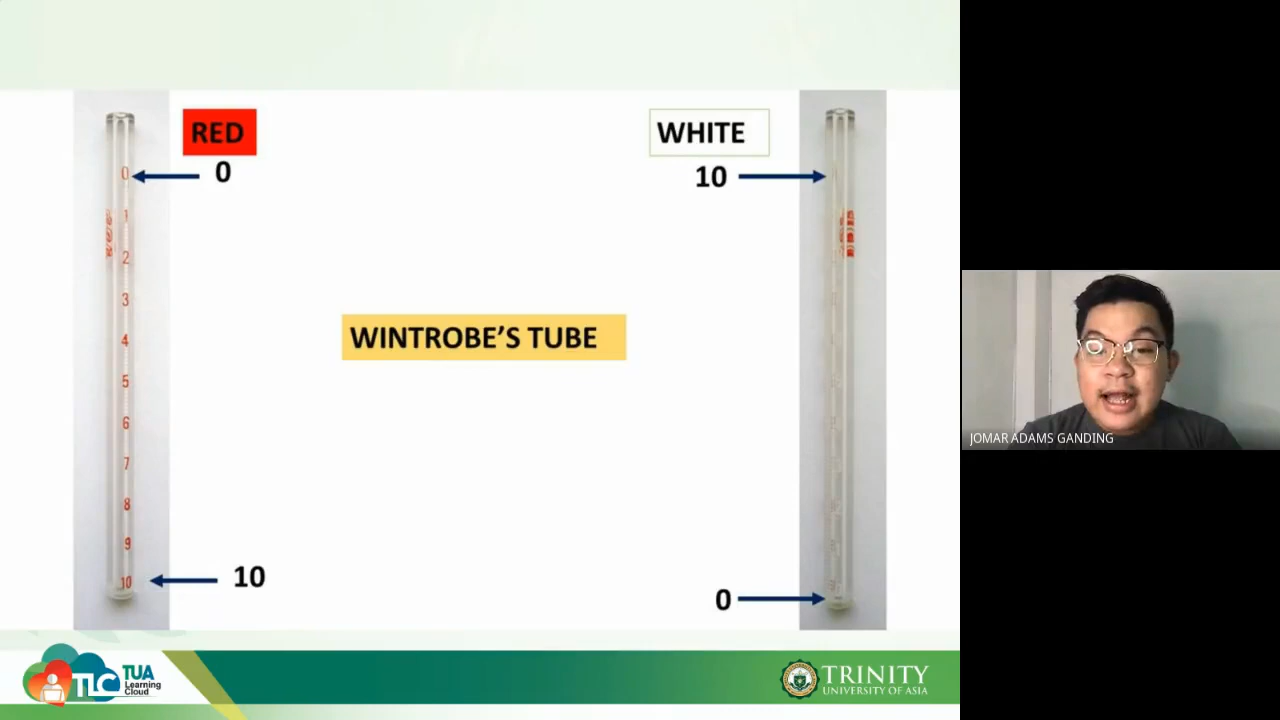 RED
0
WHITE
10
0
1
2
3
4
5
6
7
8
9
10
WINTROBE’S TUBE
10
0
JOMAR ADAMS GANDING
TLC
TUA
Learning
Cloud
TRINITY
UNIVERSITY OF ASIA